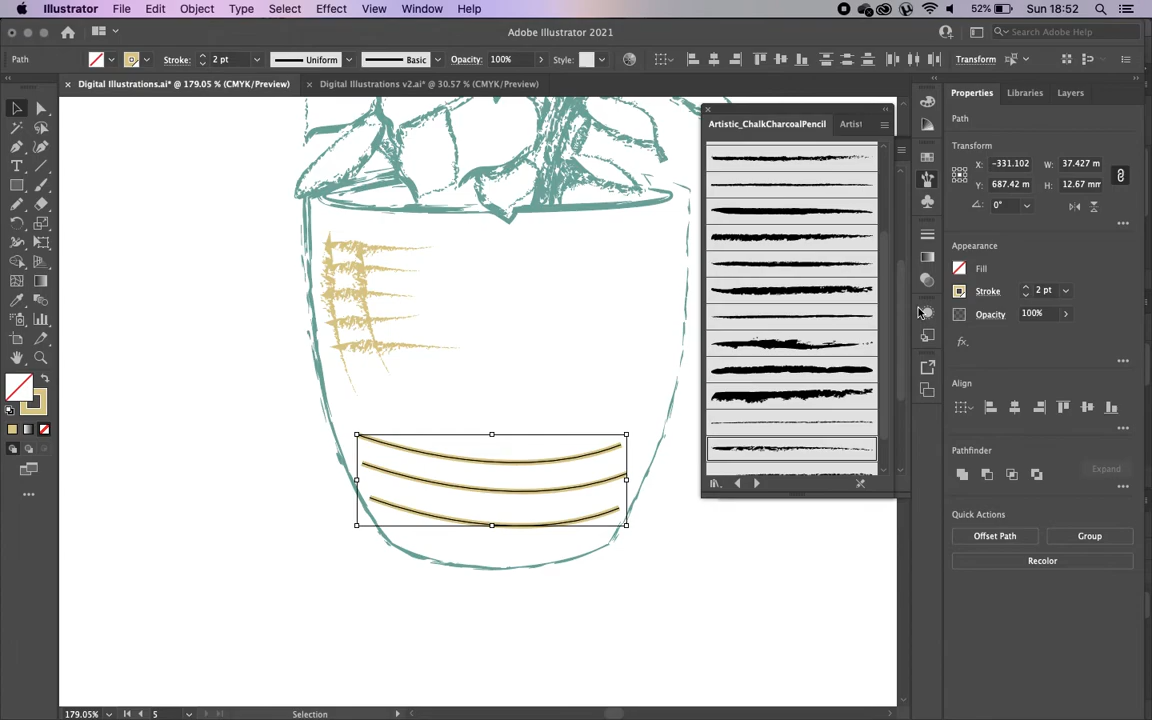 Illustrator File Edit Object Type Select Effect View Window Help 52% Sun 18:52
Adobe Illustrator 2021 Search Adobe Help
Path Stroke: 2 pt Uniform Basic Opacity: 100% Style: Transform
Digital Illustrations.ai* @ 179.05 % (CMYK/Preview) Digital Illustrations v2.ai* @ 30.57 % (CMYK/Preview) Properties Libraries Layers
Artistic_ChalkCharcoalPencil Artist
Path
Transform
X: -331.102 W: 37.427 m
Y: 687.42 m H: 12.67 mm
0°
Appearance
Fill
Stroke 2 pt
Opacity 100%
fx.
Align
Pathfinder
Expand
Quick Actions
Offset Path Group
Recolor
179.05% 5 Selection